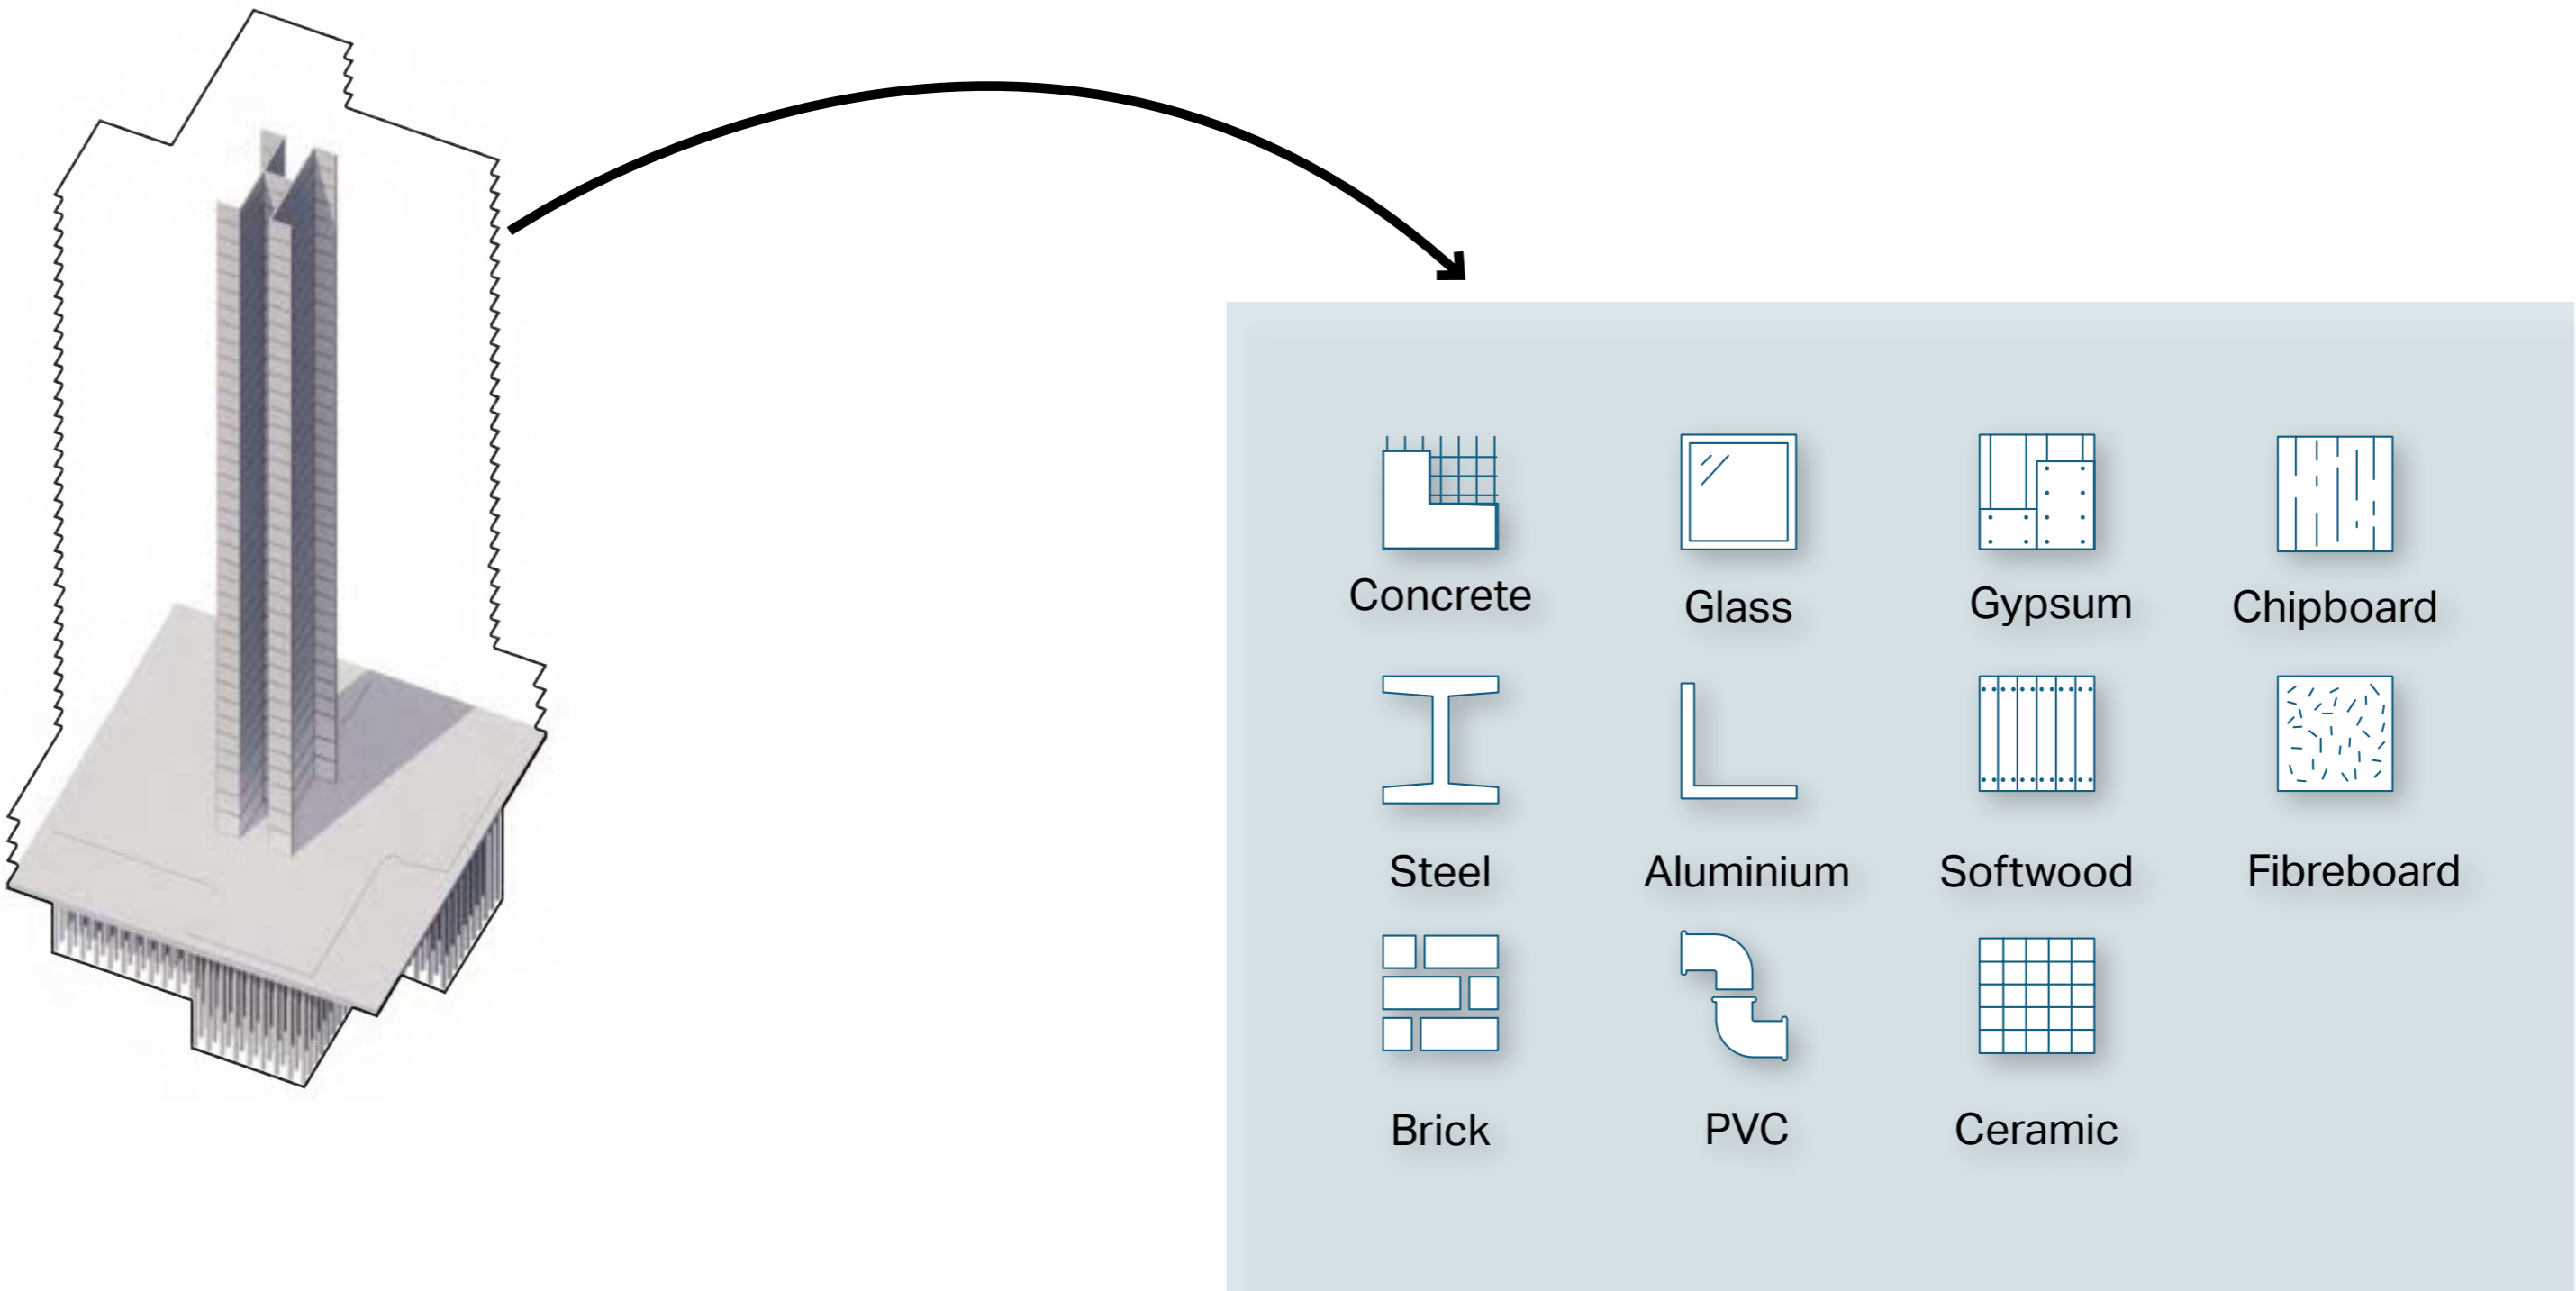 Concrete
Glass
Gypsum
Chipboard
Steel
Aluminium
Softwood
Fibreboard
Brick
PVC
Ceramic